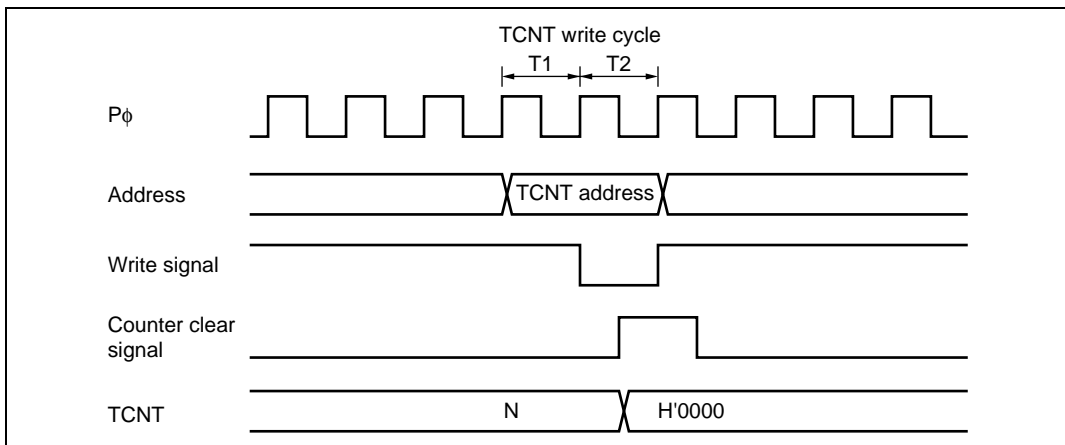 TCNT write cycle
T1 T2
Pϕ
Address
TCNT address
Write signal
Counter clear
signal
TCNT
N
H'0000